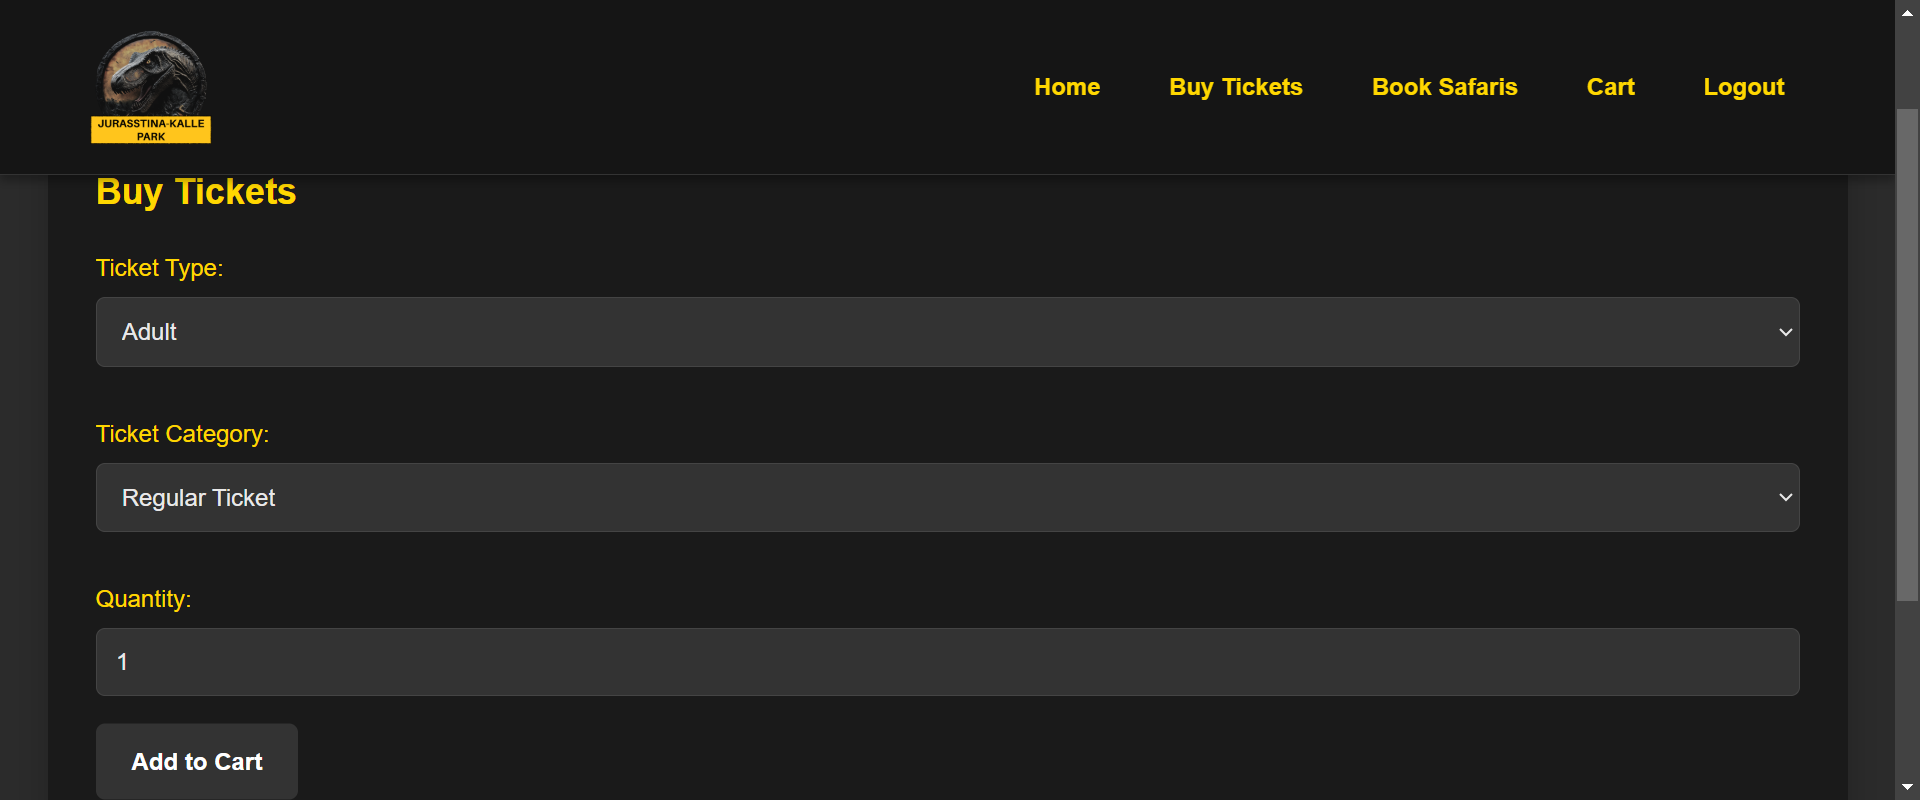 JURASSTINA-KALLE
PARK
Home
Buy Tickets
Book Safaris
Cart
Logout
Buy Tickets
Ticket Type:
Adult
Ticket Category:
Regular Ticket
Quantity:
1
Add to Cart